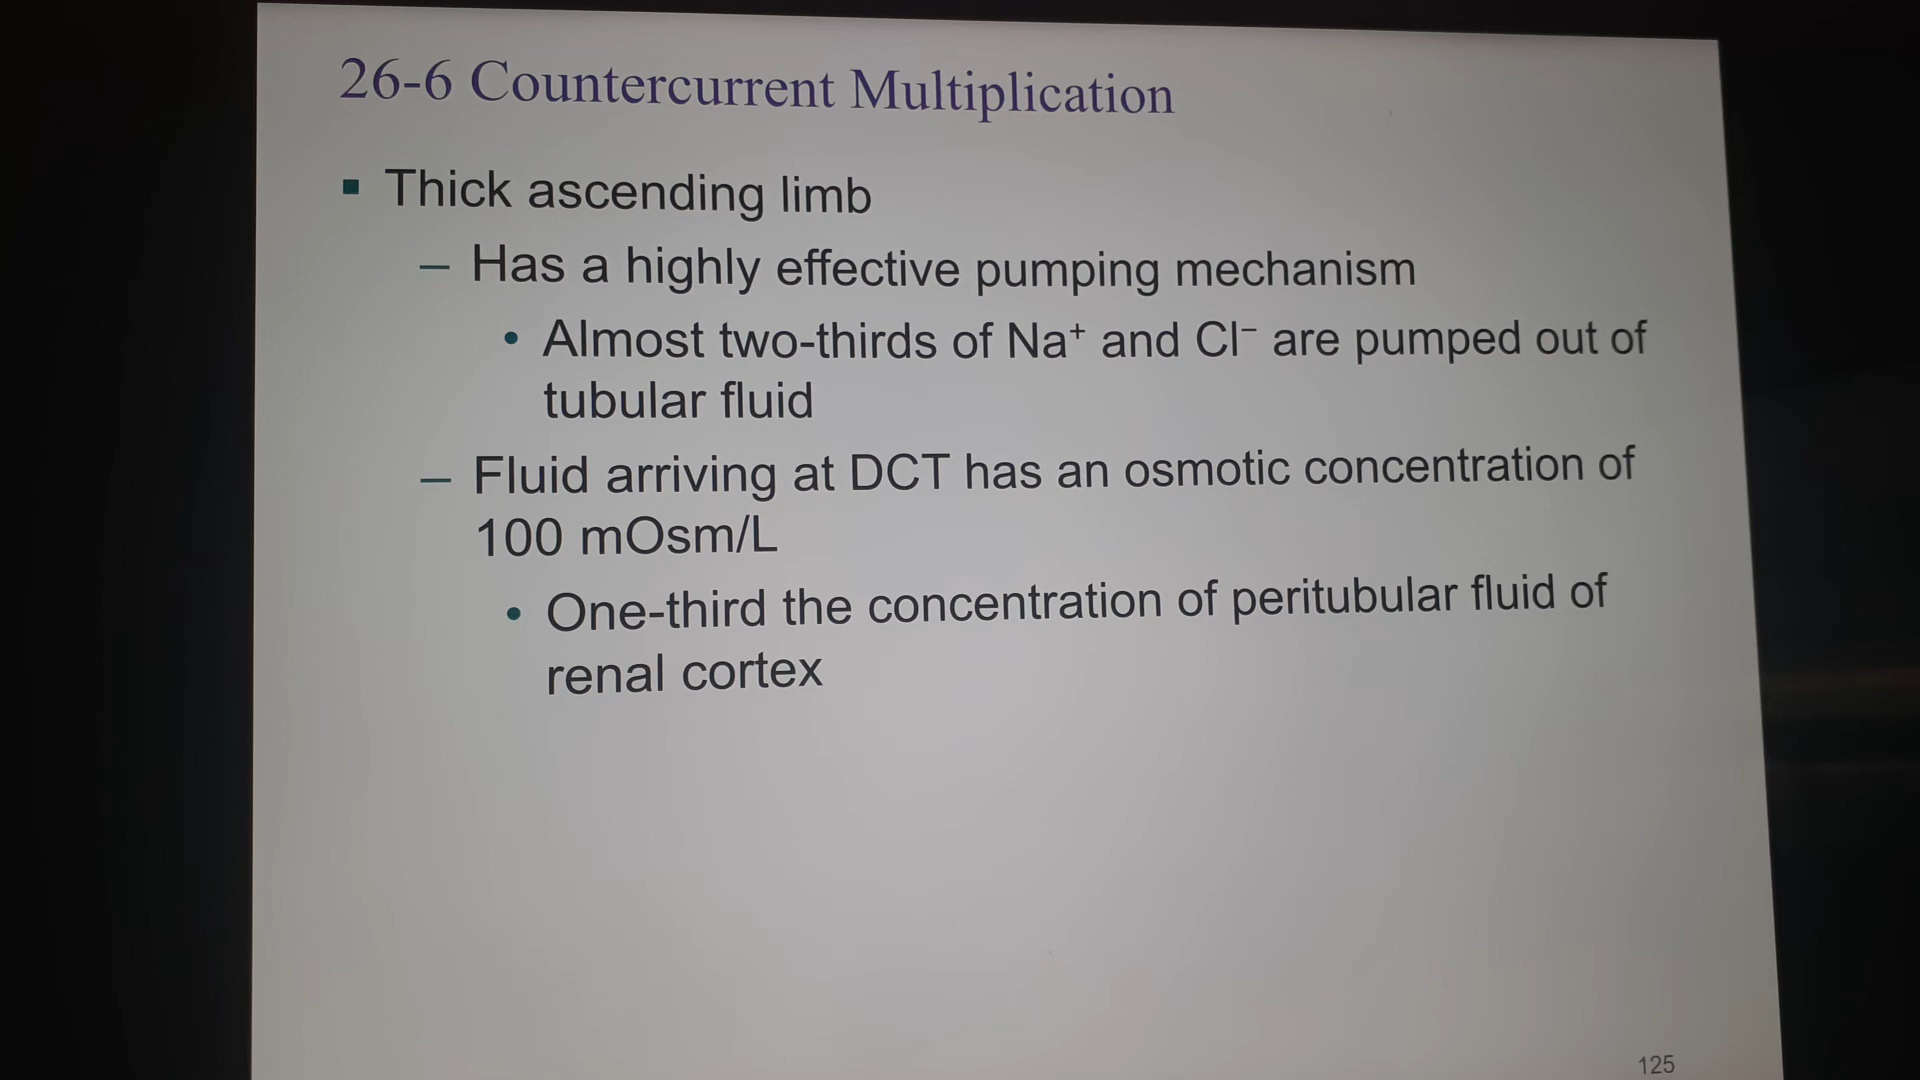 26-6 Countercurrent Multiplication
▪ Thick ascending limb
– Has a highly effective pumping mechanism
• Almost two-thirds of Na⁺ and Cl⁻ are pumped out of
tubular fluid
– Fluid arriving at DCT has an osmotic concentration of
100 mOsm/L
• One-third the concentration of peritubular fluid of
renal cortex
125